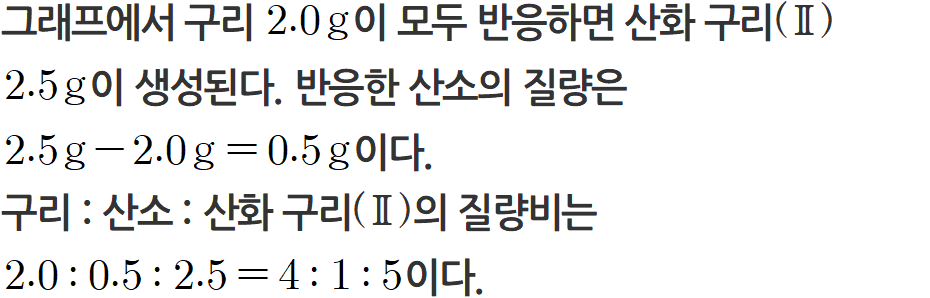 그래프에서 구리 2.0 g이 모두 반응하면 산화 구리(Ⅱ)
2.5 g이 생성된다. 반응한 산소의 질량은
2.5 g − 2.0 g = 0.5 g이다.
구리 : 산소 : 산화 구리(Ⅱ)의 질량비는
2.0 : 0.5 : 2.5 = 4 : 1 : 5이다.